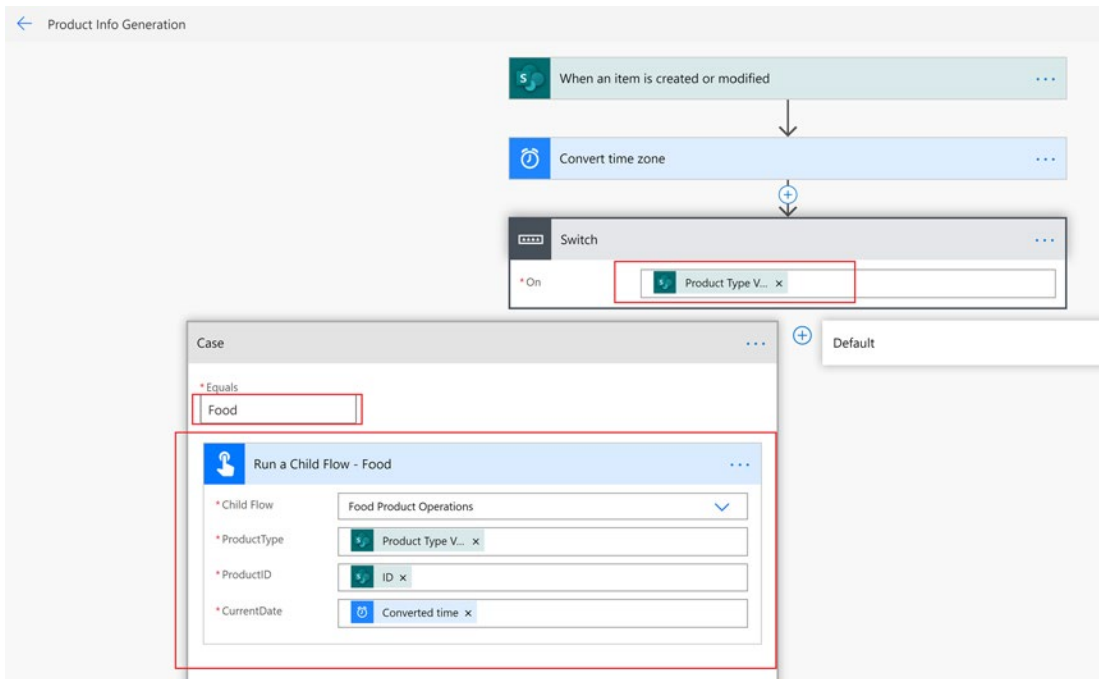 Product Info Generation
When an item is created or modified
Convert time zone
Switch
* On
Product Type V... ×
Case
Default
* Equals
Food
Run a Child Flow - Food
* Child Flow
Food Product Operations
* ProductType
Product Type V... ×
* ProductID
ID ×
* CurrentDate
Converted time ×